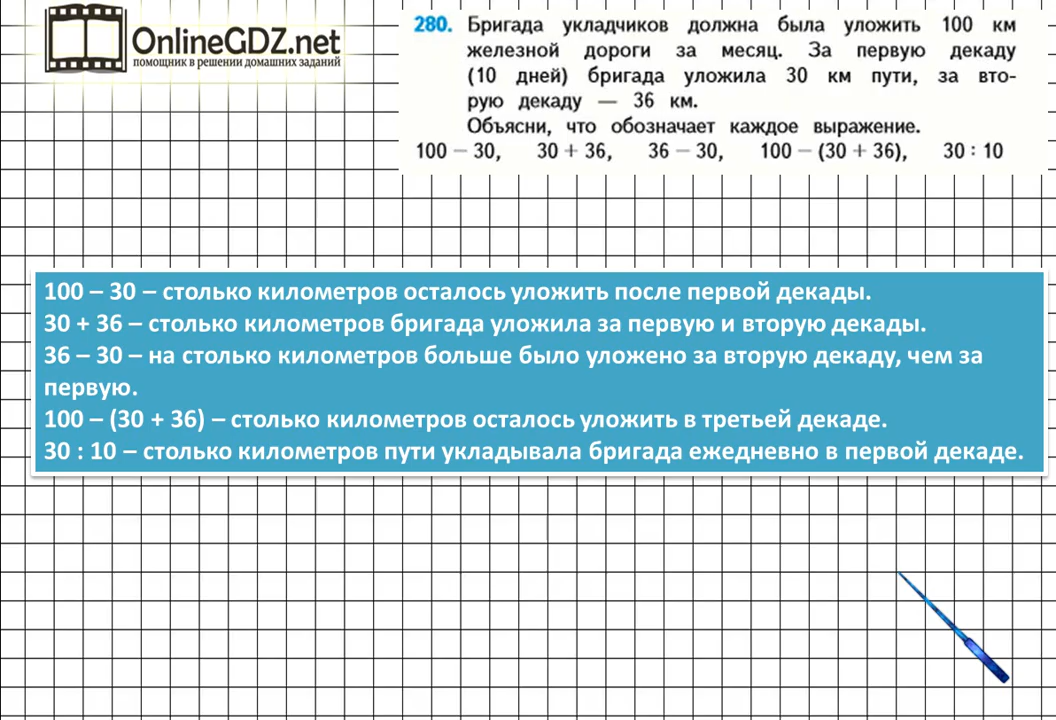 OnlineGDZ.net
помощник в решении домашних заданий
280. Бригада укладчиков должна была уложить 100 км
железной дороги за месяц. За первую декаду
(10 дней) бригада уложила 30 км пути, за вто-
рую декаду — 36 км.
Объясни, что обозначает каждое выражение.
100 – 30, 30 + 36, 36 – 30, 100 – (30 + 36), 30 : 10
100 – 30 – столько километров осталось уложить после первой декады.
30 + 36 – столько километров бригада уложила за первую и вторую декады.
36 – 30 – на столько километров больше было уложено за вторую декаду, чем за
первую.
100 – (30 + 36) – столько километров осталось уложить в третьей декаде.
30 : 10 – столько километров пути укладывала бригада ежедневно в первой декаде.